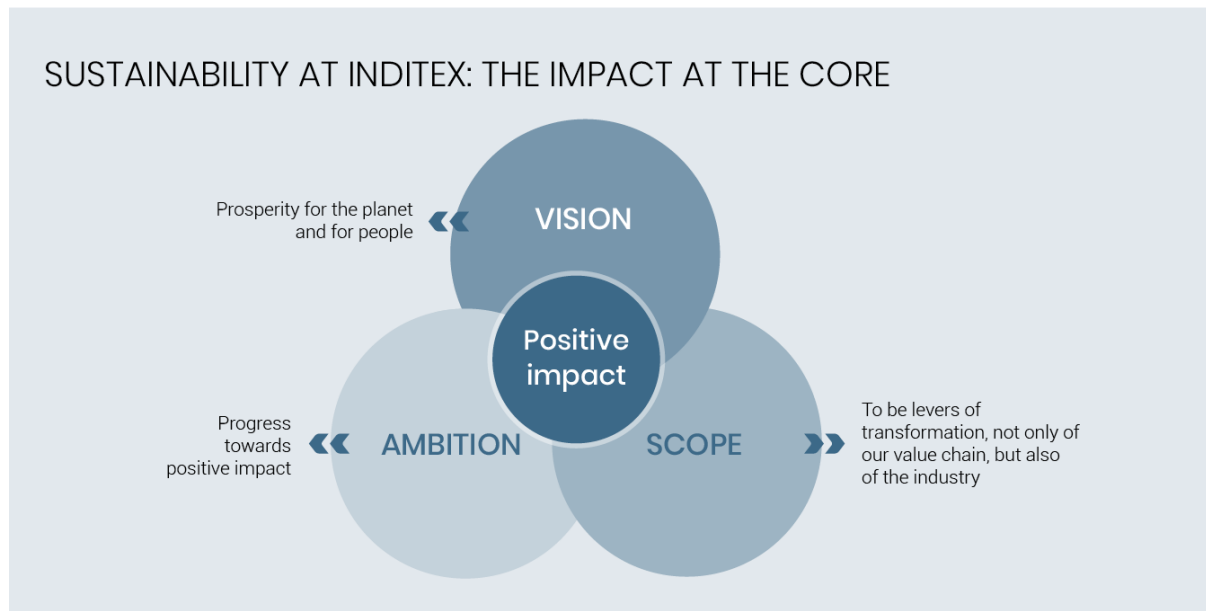 SUSTAINABILITY AT INDITEX: THE IMPACT AT THE CORE
Prosperity for the planet
and for people
VISION
Positive
impact
Progress
towards
positive impact
AMBITION
SCOPE
To be levers of
transformation, not only of
our value chain, but also
of the industry